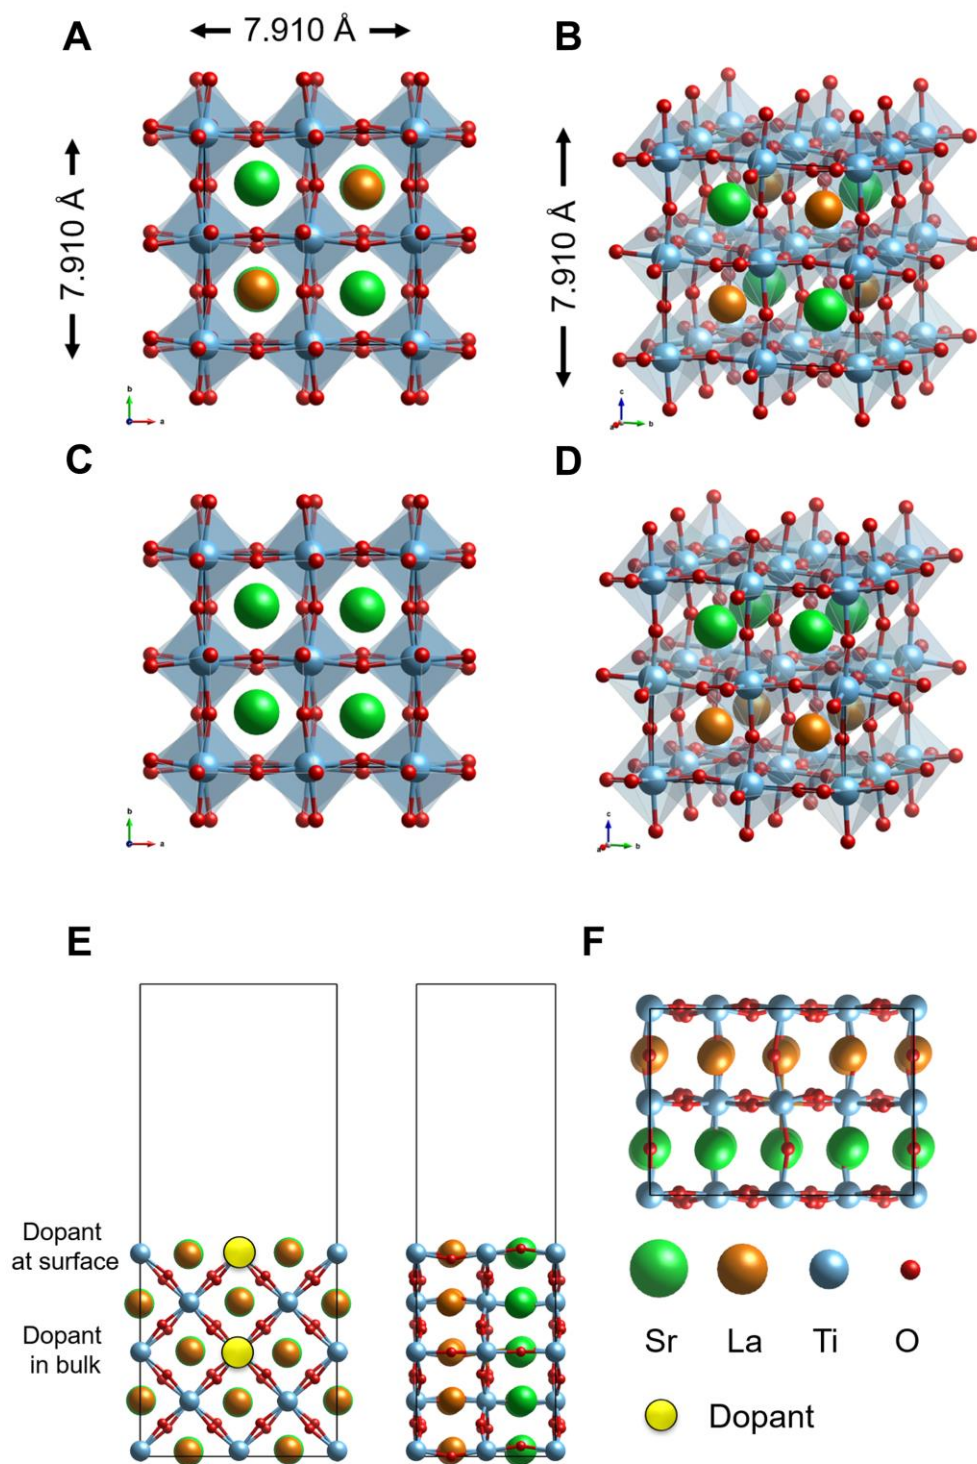 A
7.910 Å
B
7.910 Å
7.910 Å
b
a
c
a
b
C
D
b
a
c
a
b
E
F
Dopant
at surface
Dopant
in bulk
Sr
La
Ti
O
Dopant